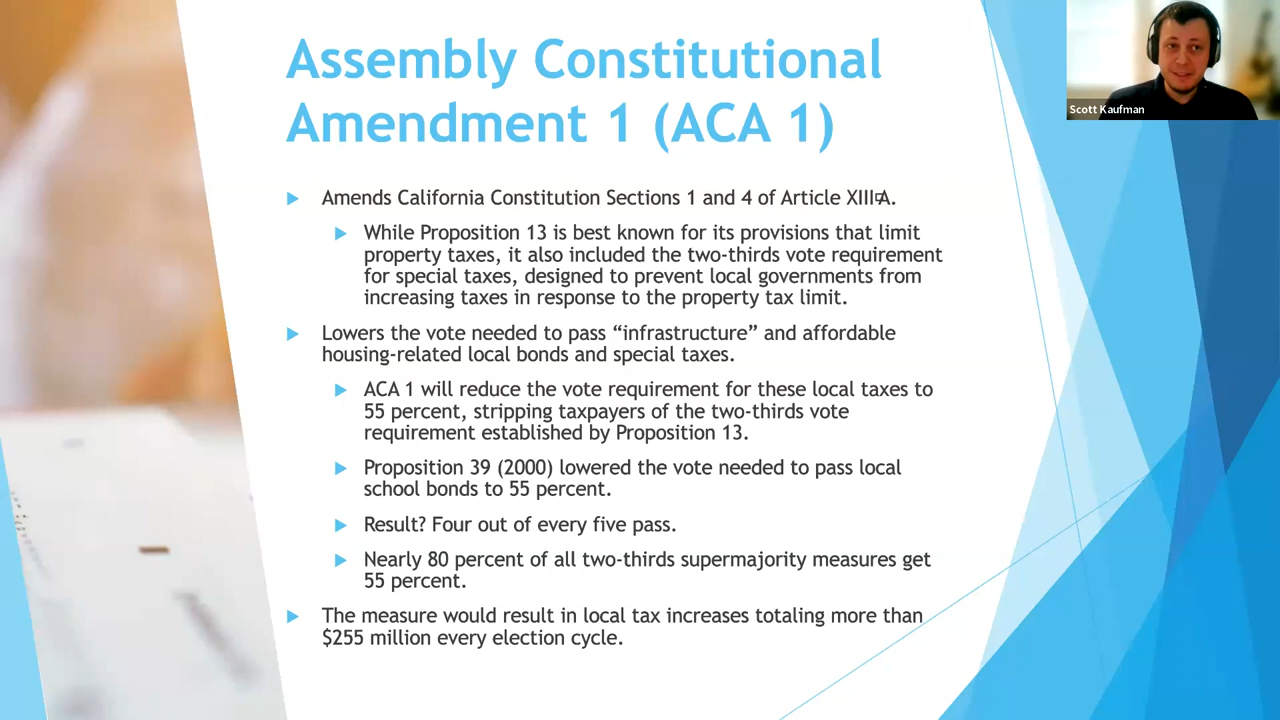 Assembly Constitutional
Amendment 1 (ACA 1)
Scott Kaufman
Amends California Constitution Sections 1 and 4 of Article XIII A.
While Proposition 13 is best known for its provisions that limit
property taxes, it also included the two-thirds vote requirement
for special taxes, designed to prevent local governments from
increasing taxes in response to the property tax limit.
Lowers the vote needed to pass “infrastructure” and affordable
housing-related local bonds and special taxes.
ACA 1 will reduce the vote requirement for these local taxes to
55 percent, stripping taxpayers of the two-thirds vote
requirement established by Proposition 13.
Proposition 39 (2000) lowered the vote needed to pass local
school bonds to 55 percent.
Result? Four out of every five pass.
Nearly 80 percent of all two-thirds supermajority measures get
55 percent.
The measure would result in local tax increases totaling more than
$255 million every election cycle.